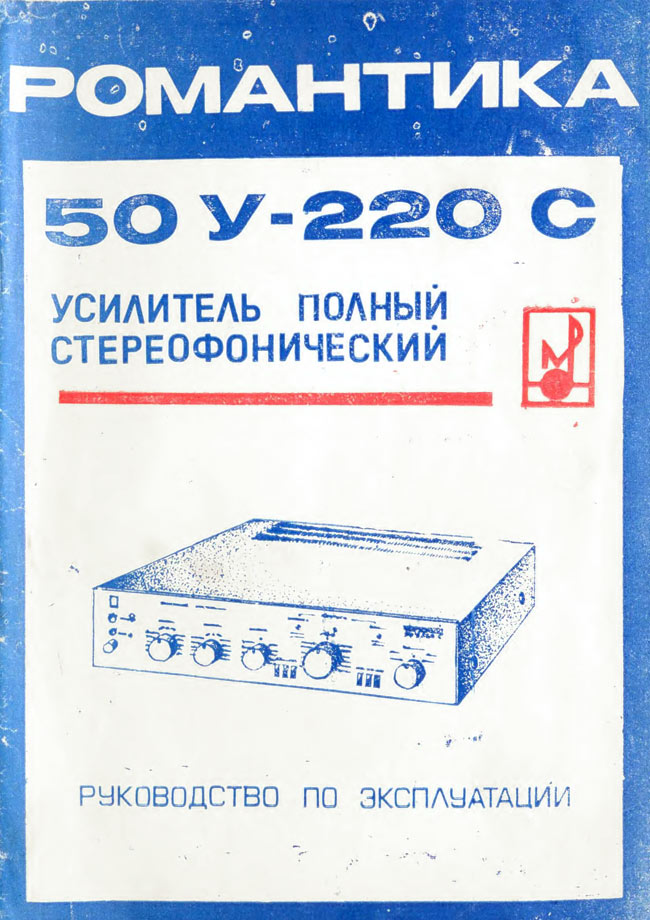 РОМАНТИКА
50 У-220 С
УСИЛИТЕЛЬ ПОЛНЫЙ
СТЕРЕОФОНИЧЕСКИЙ
РУКОВОДСТВО ПО ЭКСПЛУАТАЦИИ